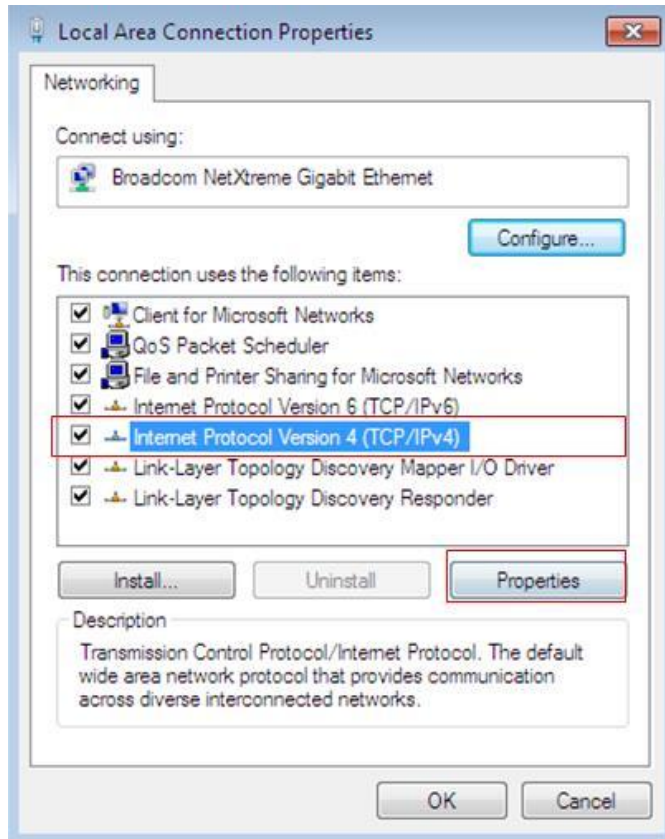 Local Area Connection Properties
Networking
Connect using:
Broadcom NetXtreme Gigabit Ethernet
Configure...
This connection uses the following items:
Client for Microsoft Networks
QoS Packet Scheduler
File and Printer Sharing for Microsoft Networks
Internet Protocol Version 6 (TCP/IPv6)
Internet Protocol Version 4 (TCP/IPv4)
Link-Layer Topology Discovery Mapper I/O Driver
Link-Layer Topology Discovery Responder
Install... Uninstall Properties
Description
Transmission Control Protocol/Internet Protocol. The default
wide area network protocol that provides communication
across diverse interconnected networks.
OK Cancel